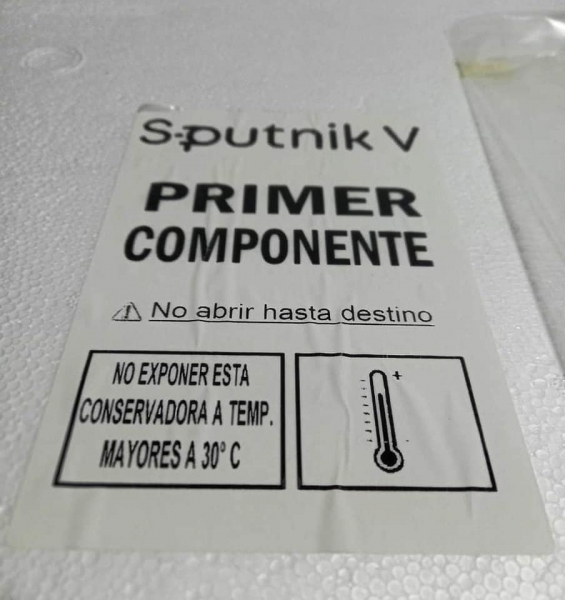 Sputnik V
PRIMER
COMPONENTE
No abrir hasta destino
NO EXPONER ESTA
CONSERVADORA A TEMP.
MAYORES A 30° C
+